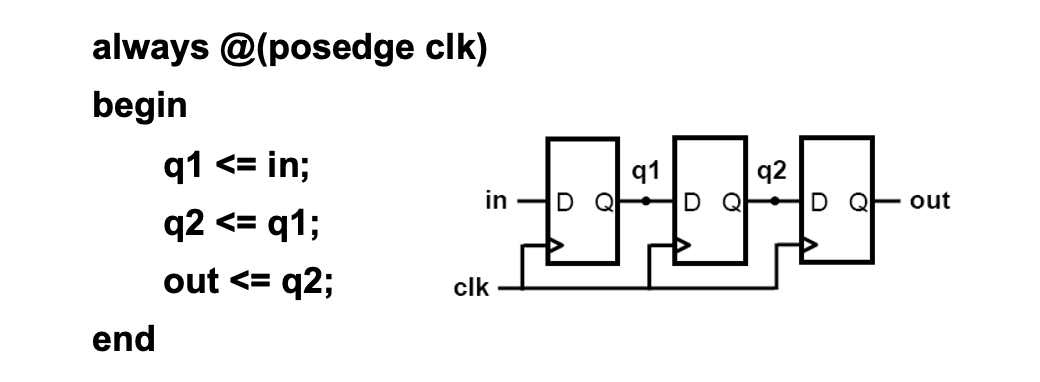 always @(posedge clk)
begin
q1 <= in;
q2 <= q1;
out <= q2;
end
in D Q q1 D Q q2 D Q out
clk